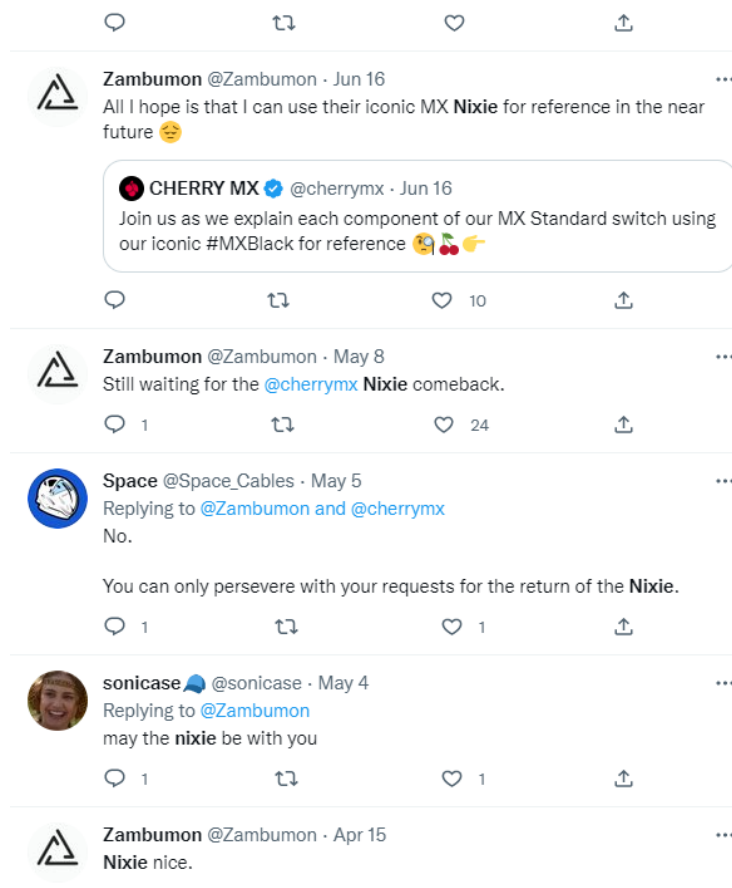 Zambumon @Zambumon · Jun 16
All I hope is that I can use their iconic MX Nixie for reference in the near
future 😔
CHERRY MX @cherrymx · Jun 16
Join us as we explain each component of our MX Standard switch using
our iconic #MXBlack for reference 🧐🍒👉
10
Zambumon @Zambumon · May 8
Still waiting for the @cherrymx Nixie comeback.
1 24
Space @Space_Cables · May 5
Replying to @Zambumon and @cherrymx
No.
You can only persevere with your requests for the return of the Nixie.
1 1
sonicase🧢 @sonicase · May 4
Replying to @Zambumon
may the nixie be with you
1 1
Zambumon @Zambumon · Apr 15
Nixie nice.